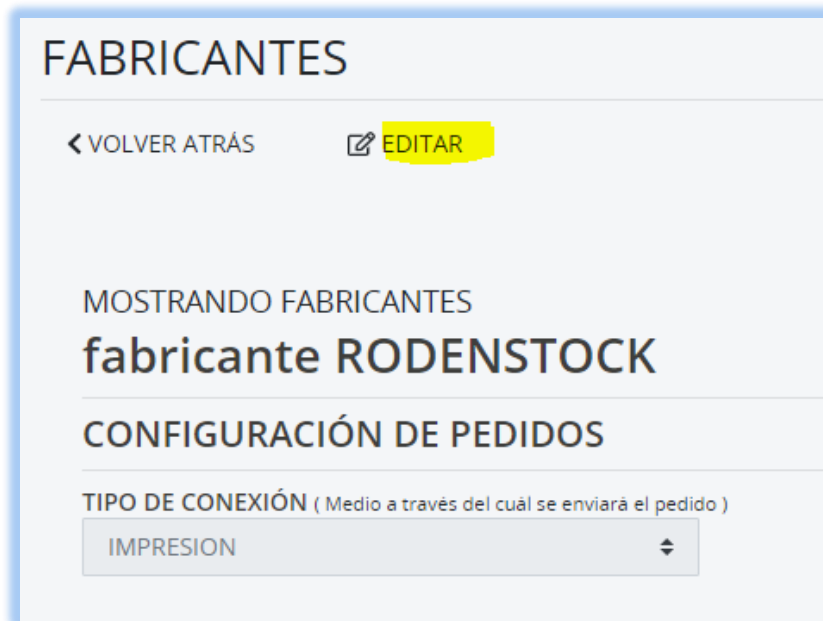 FABRICANTES
VOLVER ATRÁS EDITAR
MOSTRANDO FABRICANTES
fabricante RODENSTOCK
CONFIGURACIÓN DE PEDIDOS
TIPO DE CONEXIÓN ( Medio a través del cuál se enviará el pedido )
IMPRESION